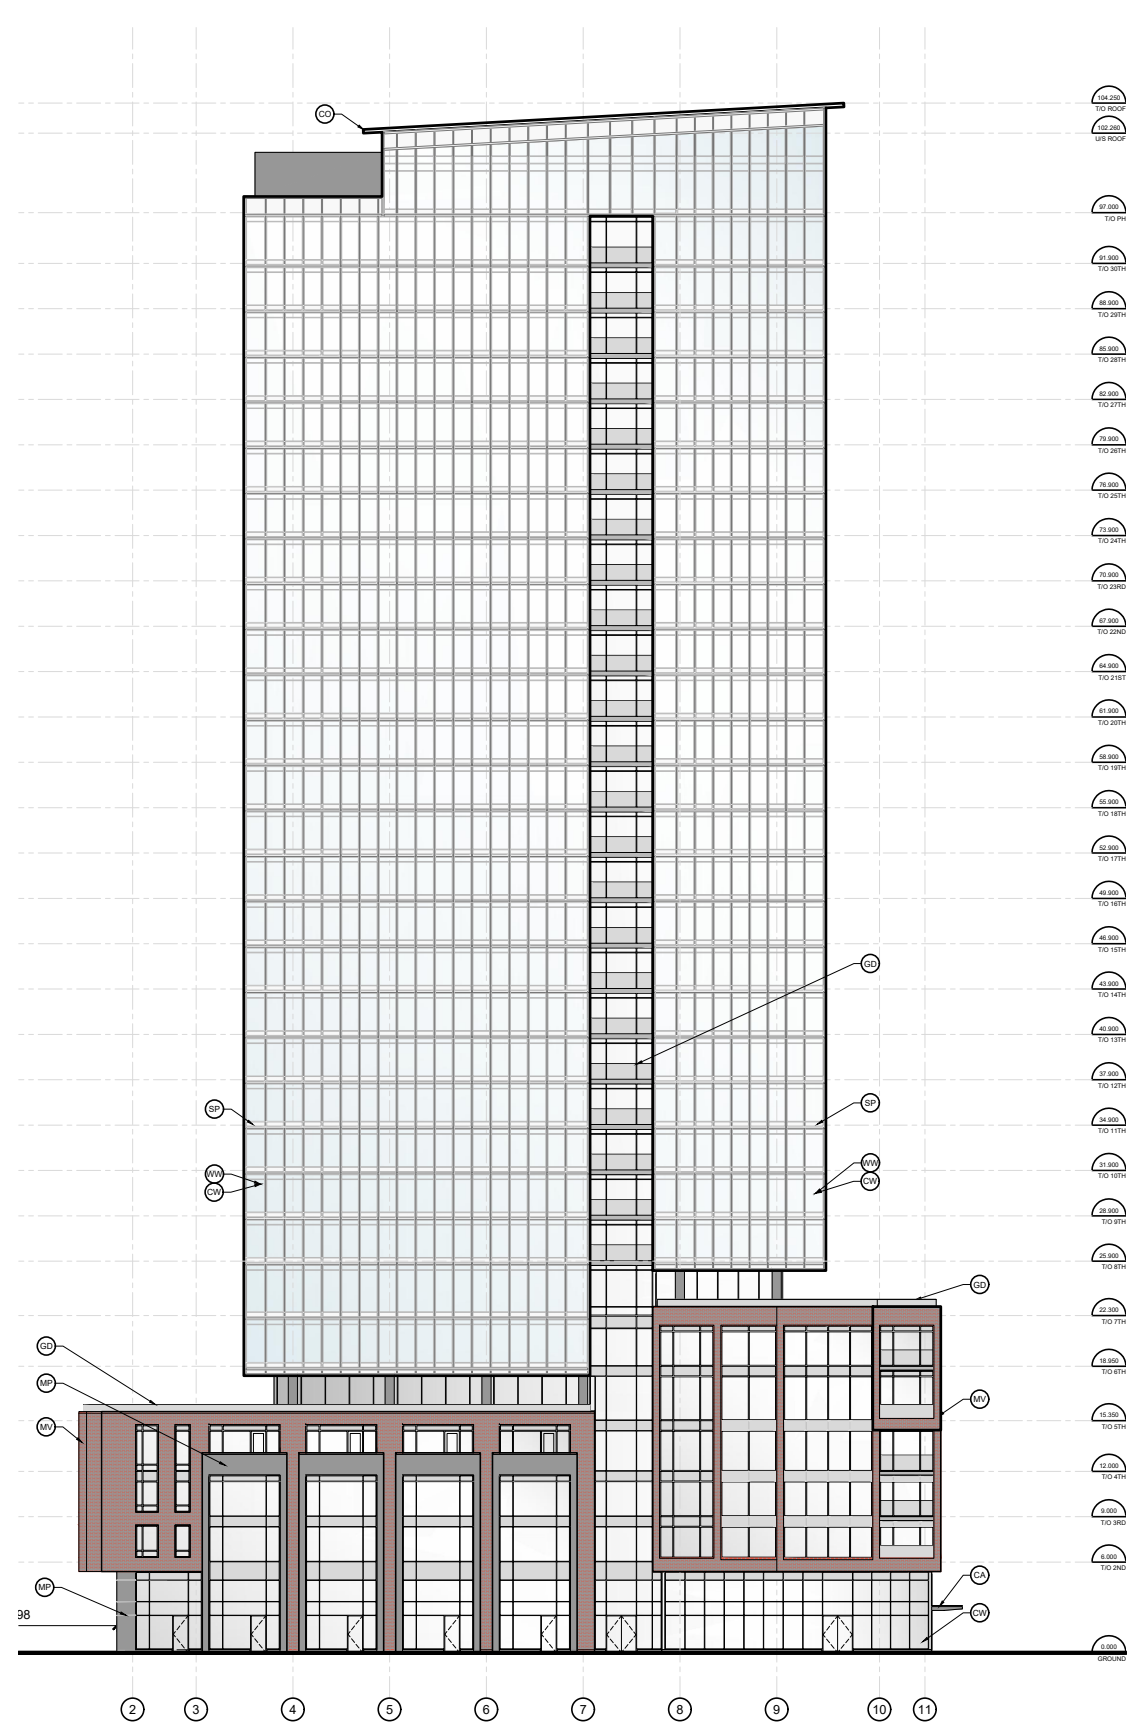 104.250
T/O ROOF
CO
102.260
U/S ROOF
97.000
T/O PH
91.900
T/O 30TH
88.900
T/O 29TH
85.900
T/O 28TH
82.900
T/O 27TH
79.900
T/O 26TH
76.900
T/O 25TH
73.900
T/O 24TH
70.900
T/O 23RD
67.900
T/O 22ND
64.900
T/O 21ST
61.900
T/O 20TH
58.900
T/O 19TH
55.900
T/O 18TH
52.900
T/O 17TH
49.900
T/O 16TH
46.900
T/O 15TH
GD
43.900
T/O 14TH
40.900
T/O 13TH
37.900
T/O 12TH
SP
SP
34.900
T/O 11TH
WW
WW
31.900
T/O 10TH
CW
CW
28.900
T/O 9TH
25.900
T/O 8TH
GD
22.300
T/O 7TH
GD
18.950
T/O 6TH
MP
MV
MV
15.350
T/O 5TH
12.000
T/O 4TH
9.000
T/O 3RD
6.000
T/O 2ND
CA
MP
98
CW
0.000
GROUND
2 3 4 5 6 7 8 9 10 11